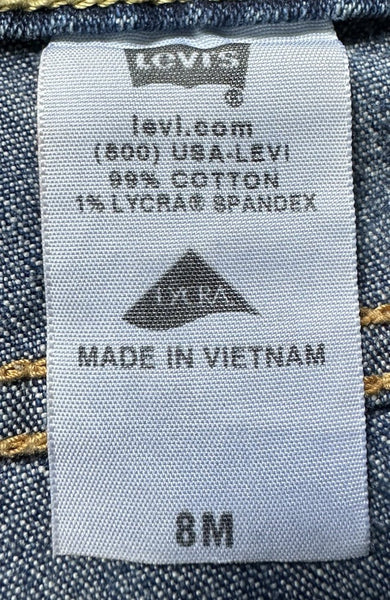 LEVI'S
®
levi.com
(800) USA-LEVI
99% COTTON
1% LYCRA® SPANDEX
LYCRA
MADE IN VIETNAM
8M